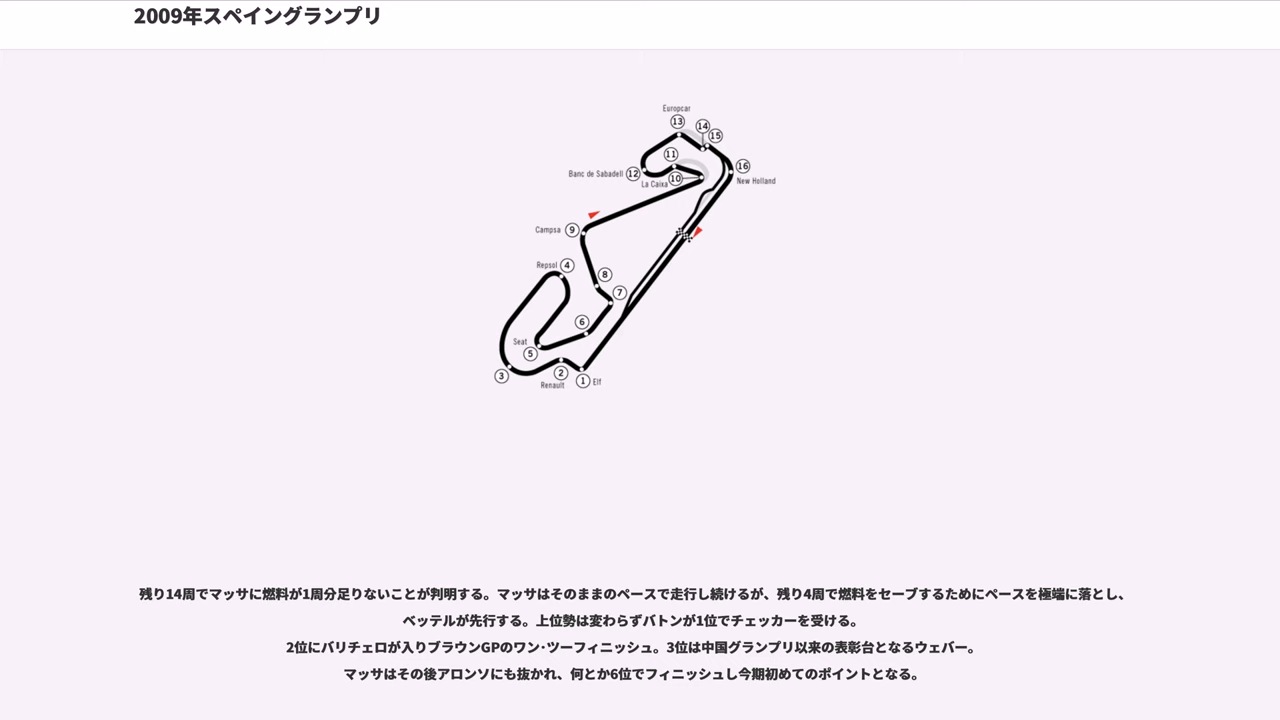 2009年スペイングランプリ
Europcar
13
14
15
11
16
Banc de Sabadell 12
10
La Caixa
New Holland
Campsa 9
Repsol 4
8
7
6
Seat
5
3
2
1 Elf
Renault
残り14周でマッサに燃料が1周分足りないことが判明する。マッサはそのままのペースで走行し続けるが、残り4周で燃料をセーブするためにペースを極端に落とし、
ベッテルが先行する。上位勢は変わらずバトンが1位でチェッカーを受ける。
2位にバリチェロが入りブラウンGPのワン·ツーフィニッシュ。3位は中国グランプリ以来の表彰台となるウェバー。
マッサはその後アロンソにも抜かれ、何とか6位でフィニッシュし今期初めてのポイントとなる。